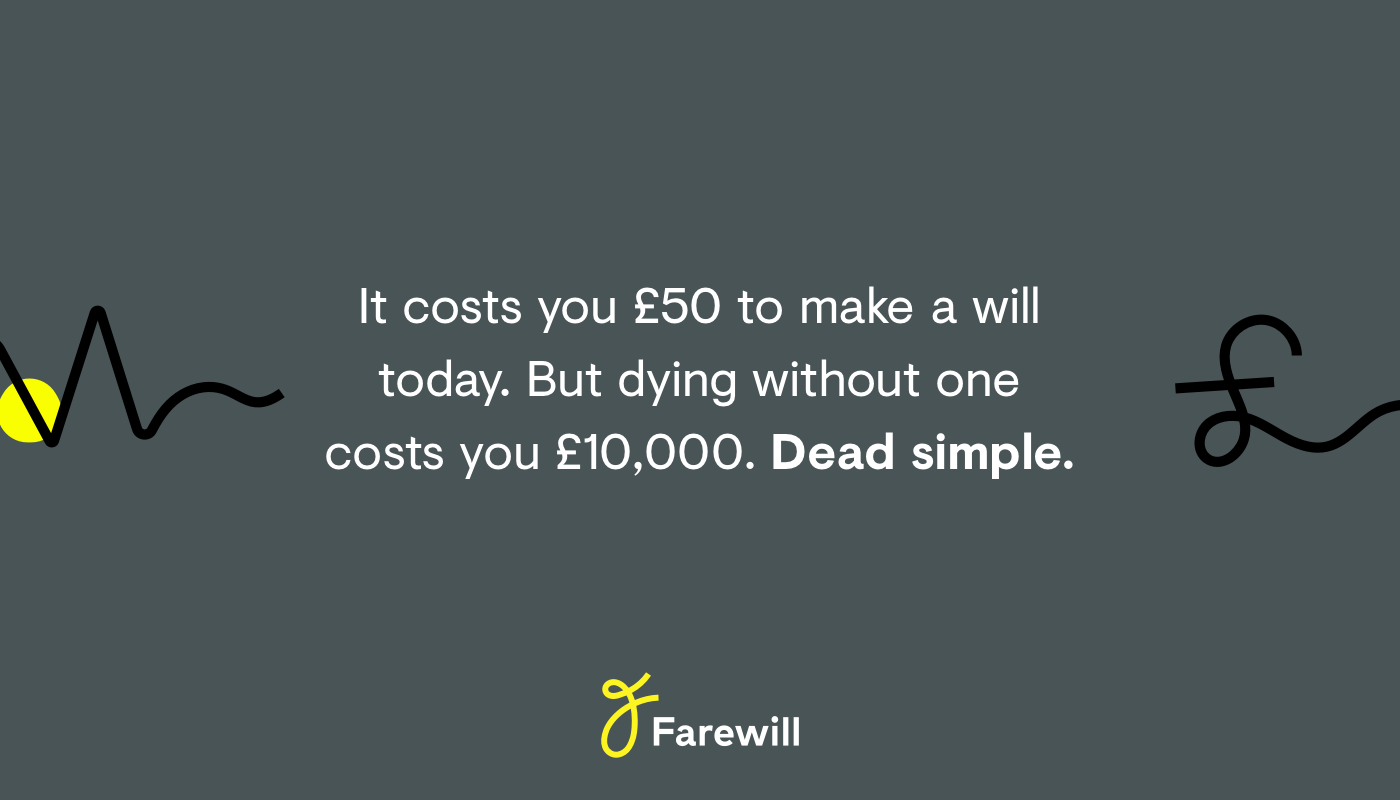 It costs you £50 to make a will
today. But dying without one
costs you £10,000. Dead simple.
£
Farewill